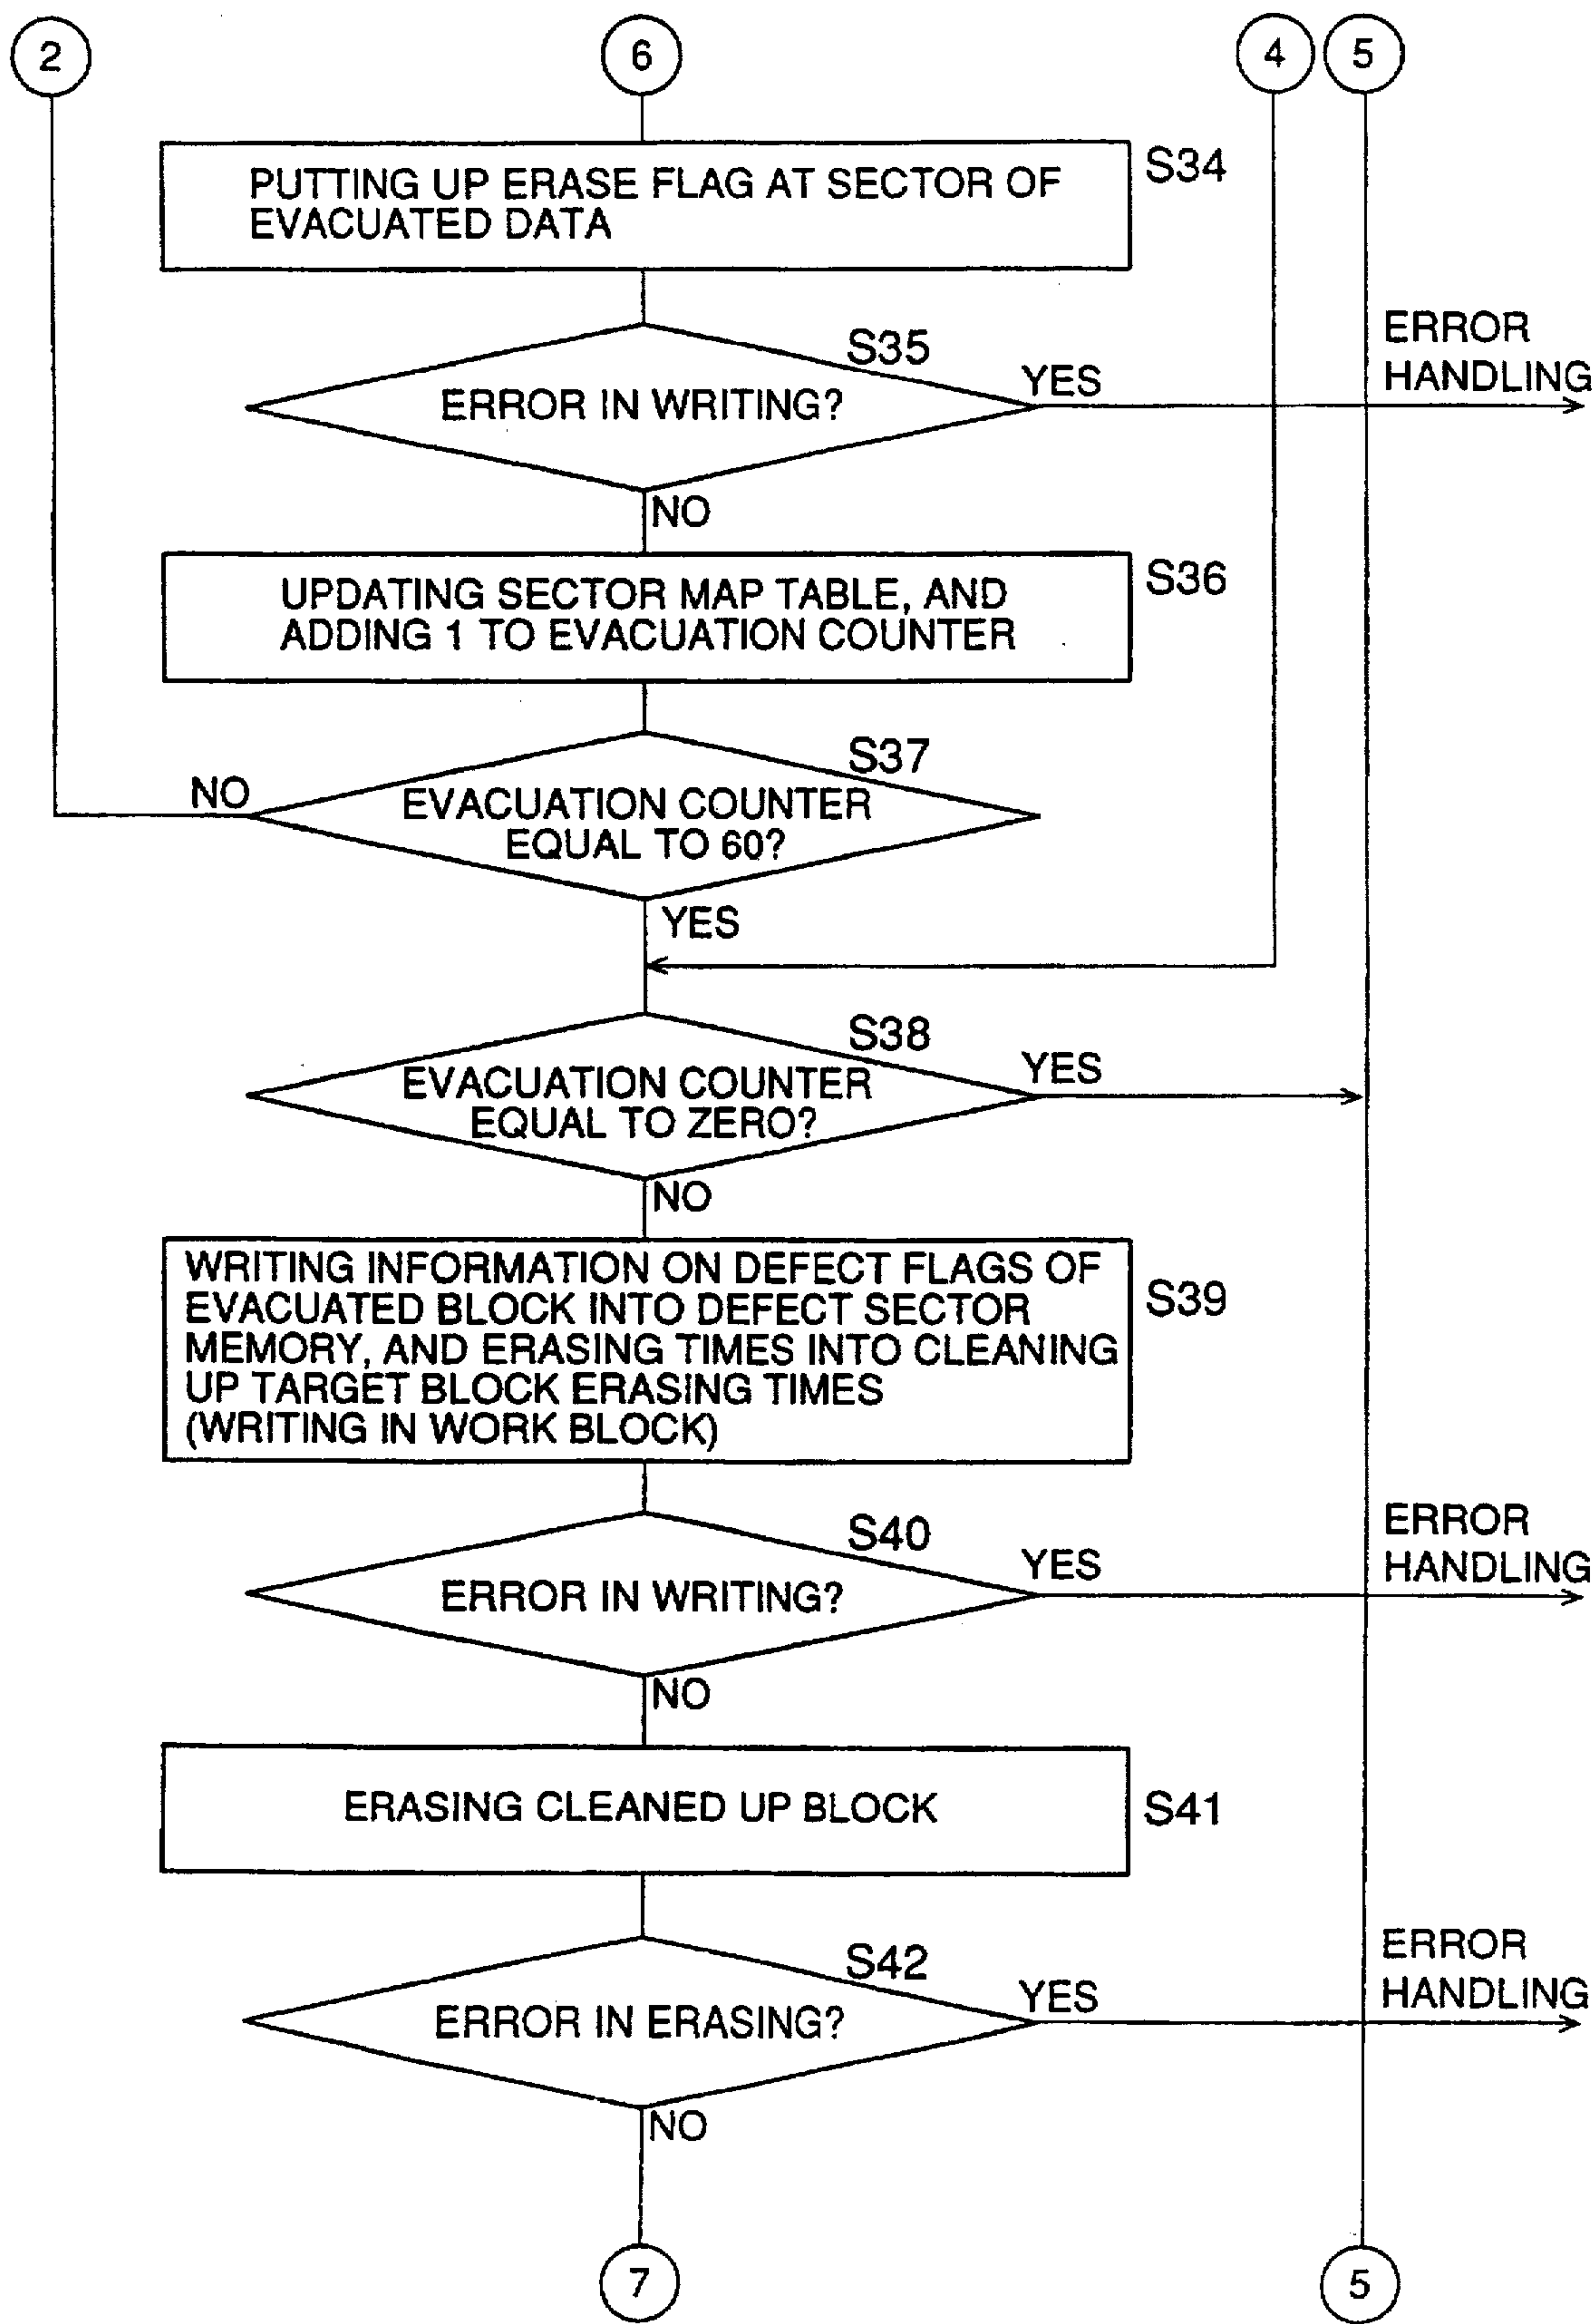 2
6
4
5
PUTTING UP ERASE FLAG AT SECTOR OF
EVACUATED DATA
S34
S35
ERROR IN WRITING?
YES
ERROR
HANDLING
NO
UPDATING SECTOR MAP TABLE, AND
ADDING 1 TO EVACUATION COUNTER
S36
S37
NO
EVACUATION COUNTER
EQUAL TO 60?
YES
S38
EVACUATION COUNTER
EQUAL TO ZERO?
YES
NO
WRITING INFORMATION ON DEFECT FLAGS OF
EVACUATED BLOCK INTO DEFECT SECTOR
MEMORY, AND ERASING TIMES INTO CLEANING
UP TARGET BLOCK ERASING TIMES
(WRITING IN WORK BLOCK)
S39
S40
ERROR IN WRITING?
YES
ERROR
HANDLING
NO
ERASING CLEANED UP BLOCK
S41
S42
ERROR IN ERASING?
YES
ERROR
HANDLING
NO
7
5